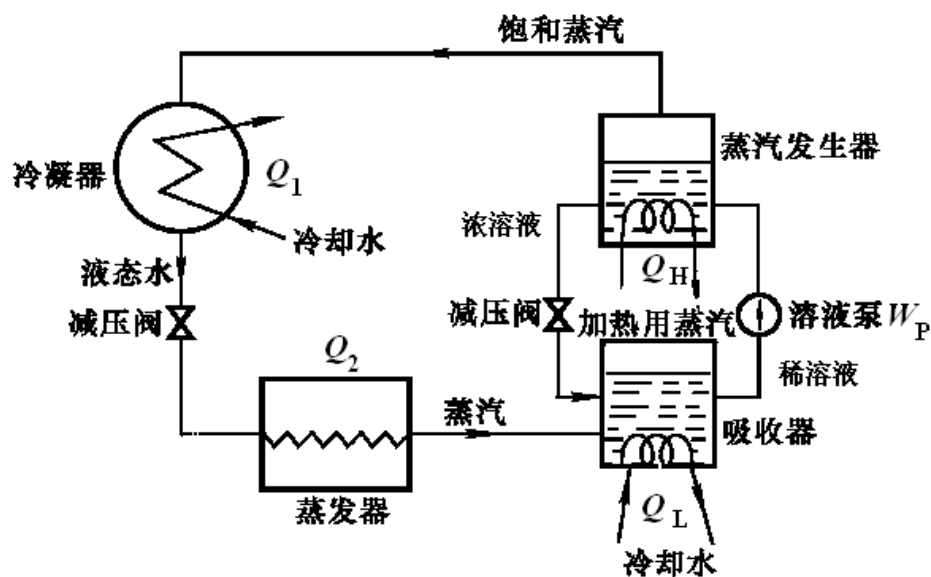 饱和蒸汽
蒸汽发生器
冷凝器
Q1
浓溶液
冷却水
QH
液态水
减压阀
减压阀
加热用蒸汽
溶液泵WP
Q2
稀溶液
蒸汽
吸收器
蒸发器
QL
冷却水